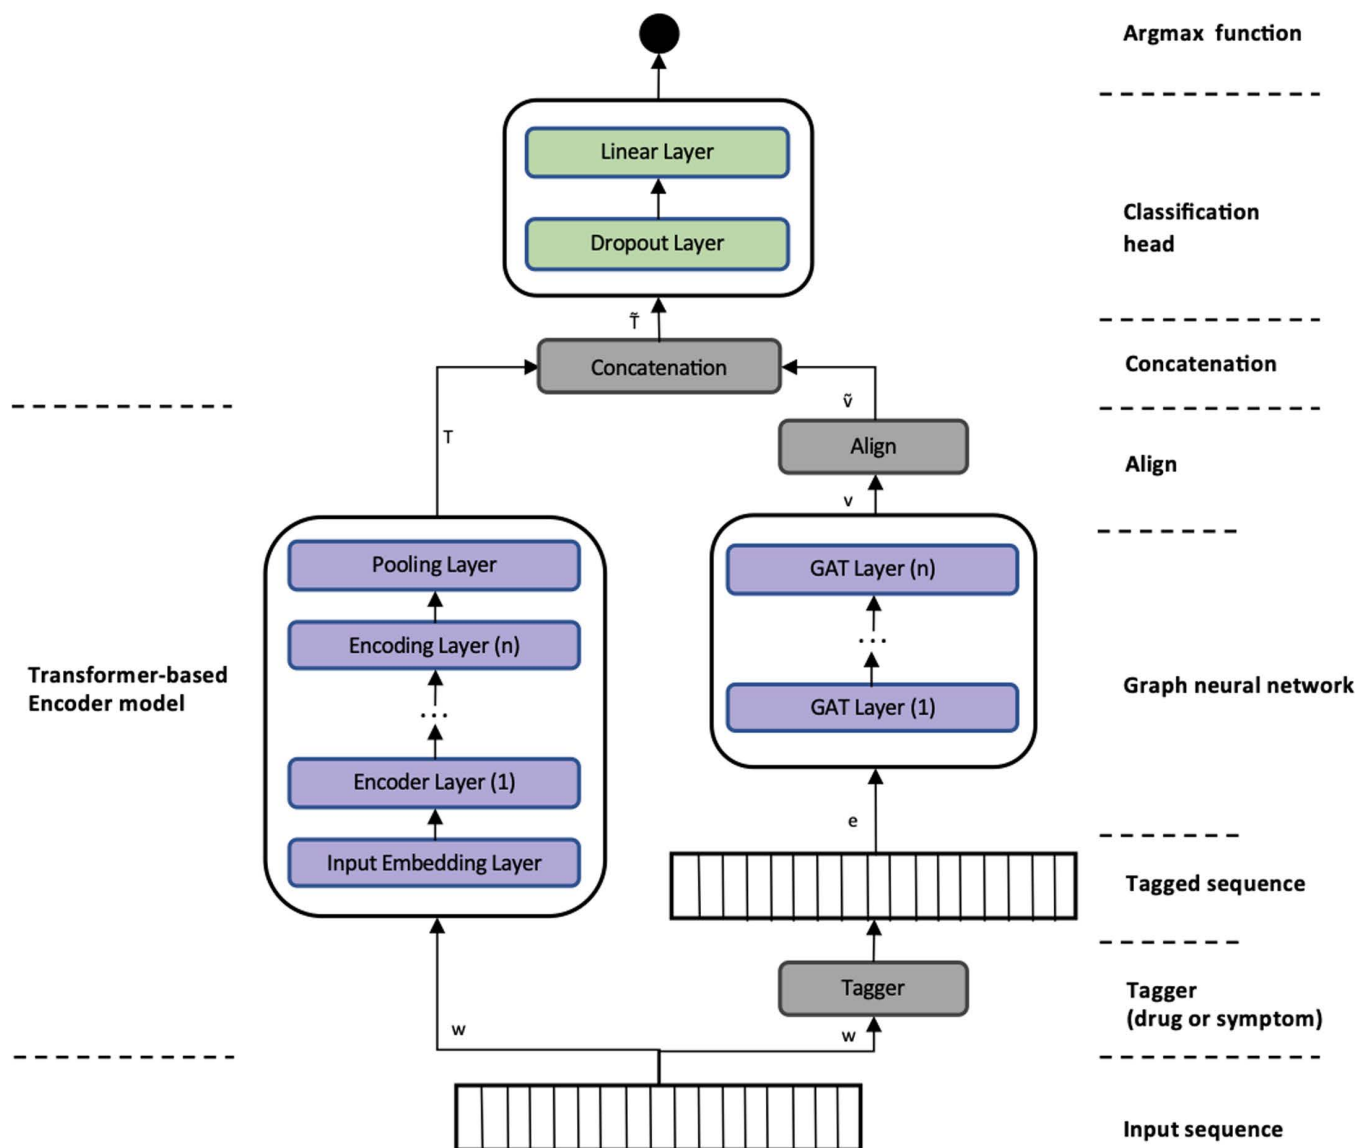 Argmax function
Linear Layer
Dropout Layer
Classification
head
T̃
Concatenation
Concatenation
ṽ
T
Align
Align
v
Pooling Layer
GAT Layer (n)
Encoding Layer (n)
...
...
Transformer-based
Encoder model
Graph neural network
GAT Layer (1)
Encoder Layer (1)
e
Input Embedding Layer
Tagged sequence
Tagger
Tagger
(drug or symptom)
w
w
Input sequence